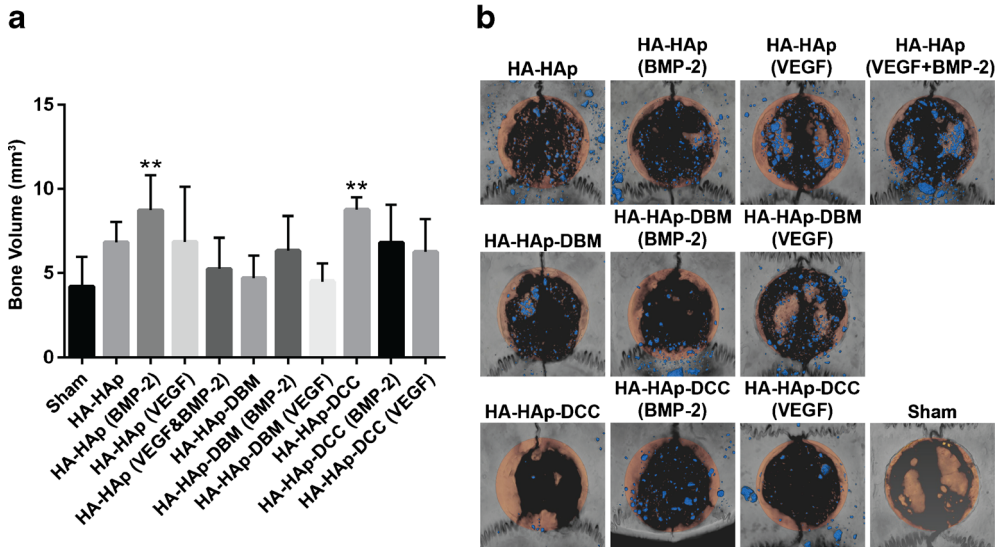 a
Bone Volume (mm³)
15
10
5
0
**
**
Sham
HA-HAp
HA-HAp (BMP-2)
HA-HAp (VEGF)
HA-HAp (VEGF&BMP-2)
HA-HAp-DBM
HA-HAp-DBM (BMP-2)
HA-HAp-DBM (VEGF)
HA-HAp-DCC
HA-HAp-DCC (BMP-2)
HA-HAp-DCC (VEGF)
b
HA-HAp
HA-HAp
(BMP-2)
HA-HAp
(VEGF)
HA-HAp
(VEGF+BMP-2)
HA-HAp-DBM
HA-HAp-DBM
(BMP-2)
HA-HAp-DBM
(VEGF)
HA-HAp-DCC
HA-HAp-DCC
(BMP-2)
HA-HAp-DCC
(VEGF)
Sham